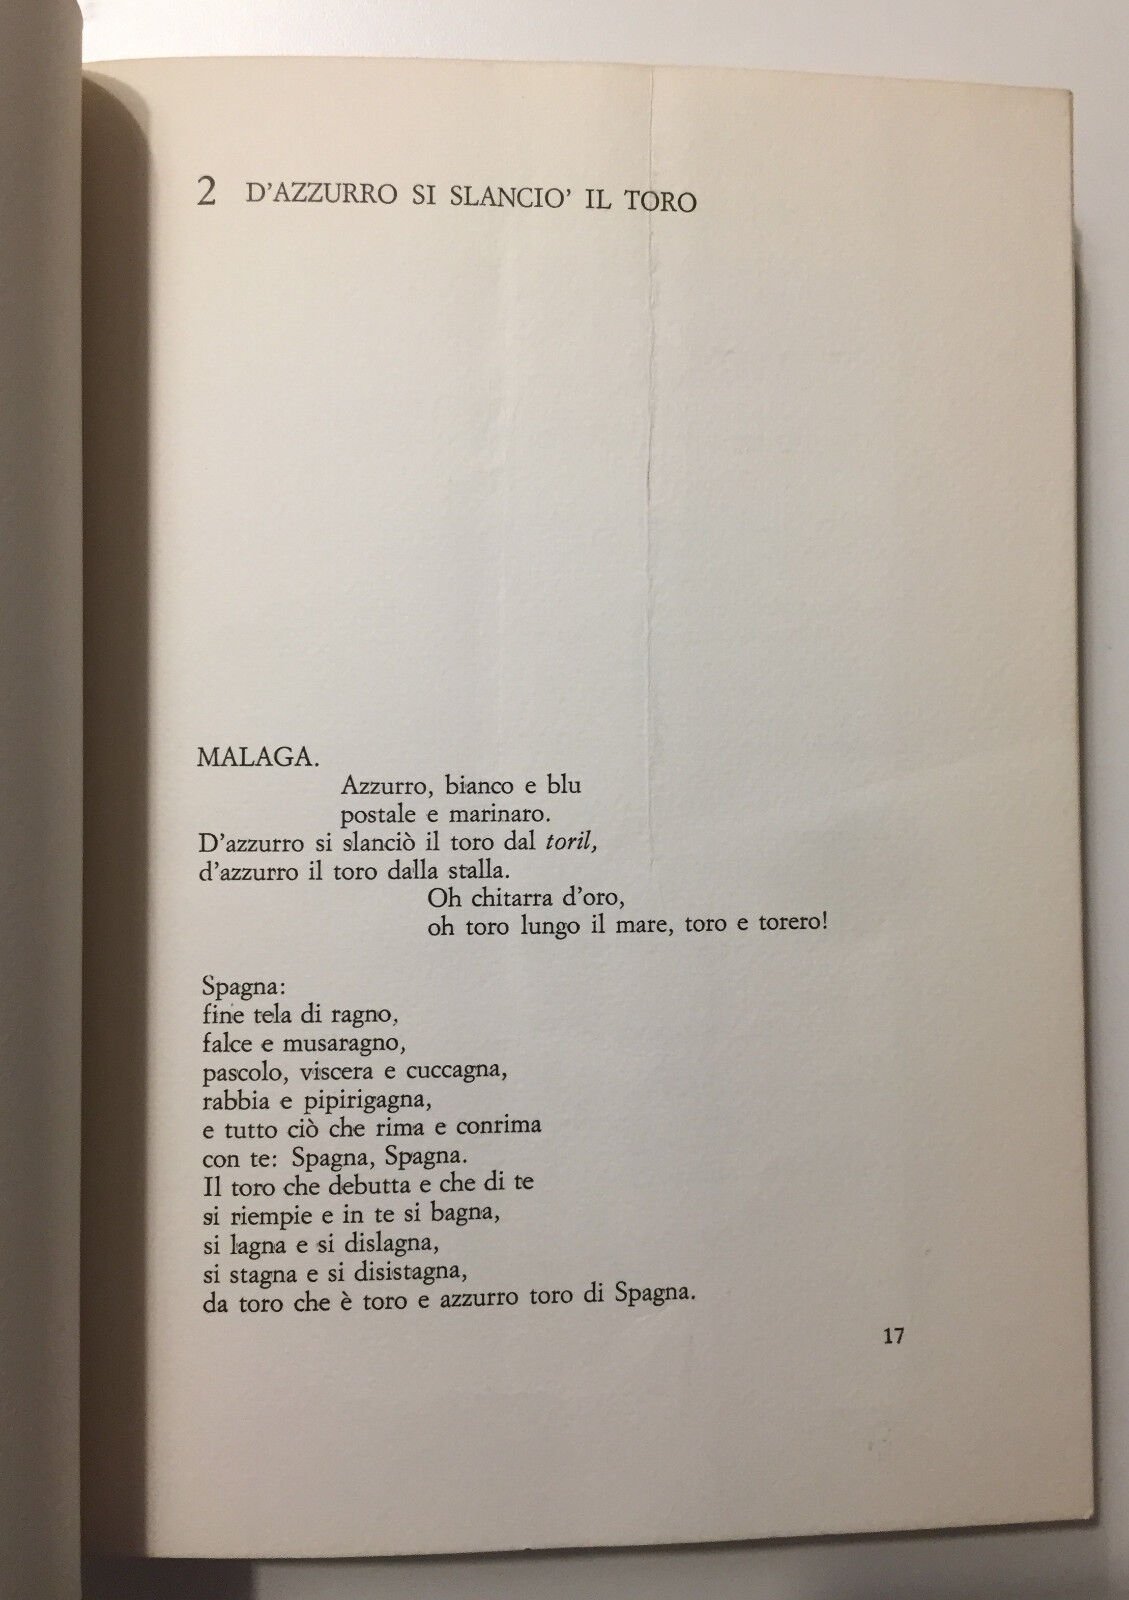 2 D'AZZURRO SI SLANCIO' IL TORO
MALAGA.
Azzurro, bianco e blu
postale e marinaro.
D'azzurro si slanciò il toro dal toril,
d'azzurro il toro dalla stalla.
Oh chitarra d'oro,
oh toro lungo il mare, toro e torero!
Spagna:
fine tela di ragno,
falce e musaragno,
pascolo, viscera e cuccagna,
rabbia e pipirigagna,
e tutto ciò che rima e conrima
con te: Spagna, Spagna.
Il toro che debutta e che di te
si riempie e in te si bagna,
si lagna e si dislagna,
si stagna e si disistagna,
da toro che è toro e azzurro toro di Spagna.
17